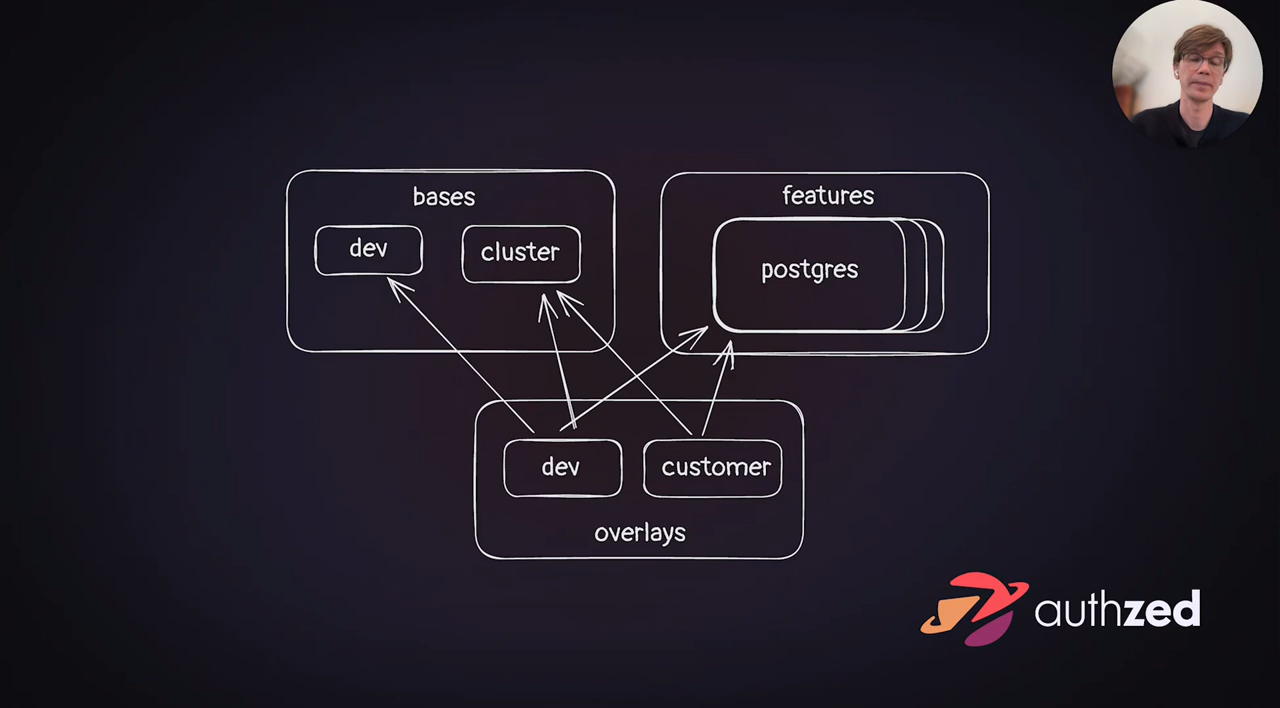 bases
dev
cluster
features
postgres
dev
customer
overlays
authzed